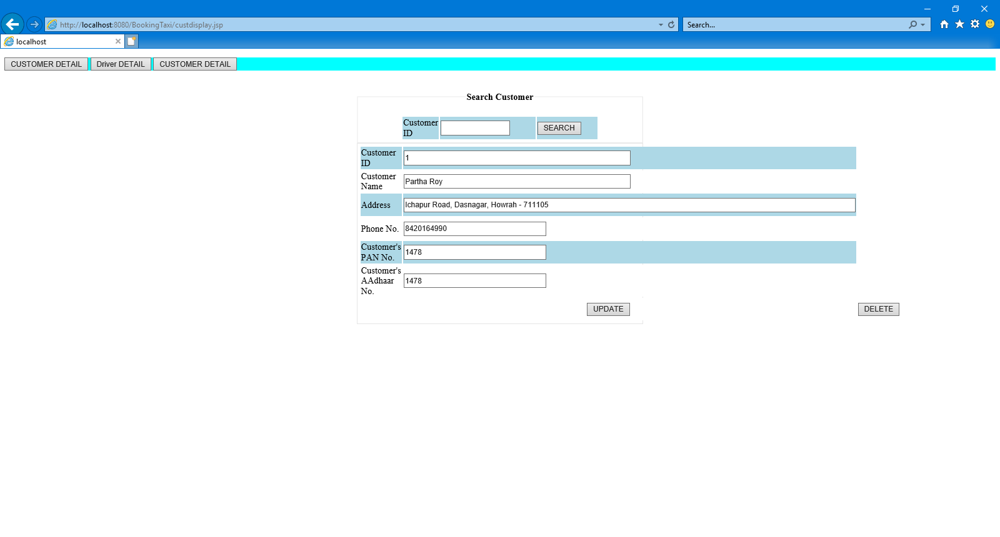 http://localhost:8080/BookingTaxi/custdisplay.jsp
Search...
localhost
CUSTOMER DETAIL Driver DETAIL CUSTOMER DETAIL
Search Customer
Customer
ID
SEARCH
Customer
ID
1
Customer
Name
Partha Roy
Address
Ichapur Road, Dasnagar, Howrah - 711105
Phone No.
8420164990
Customer's
PAN No.
1478
Customer's
AAdhaar
No.
1478
UPDATE
DELETE